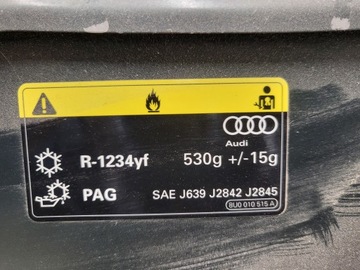 Audi
R-1234yf 530g +/-15g
PAG SAE J639 J2842 J2845
8U0 010 515 A